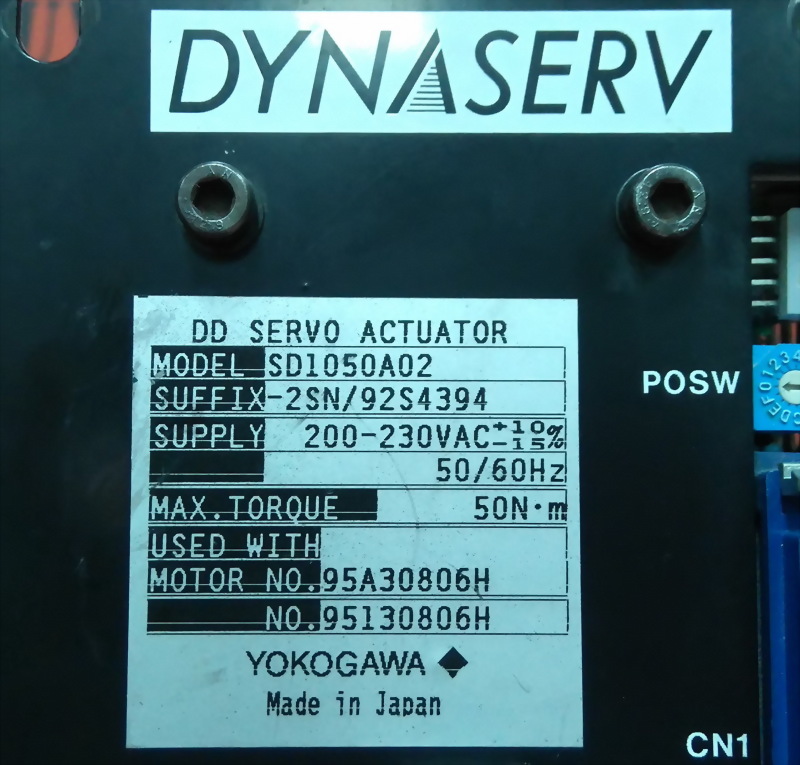 DYNASERV
DD SERVO ACTUATOR
MODEL SD1050A02
SUFFIX -2SN/92S4394
SUPPLY 200-230VAC +10/-15%
50/60Hz
MAX.TORQUE 50N·m
USED WITH
MOTOR NO.95A30806H
NO.95130806H
YOKOGAWA
Made in Japan
POSW
CN1